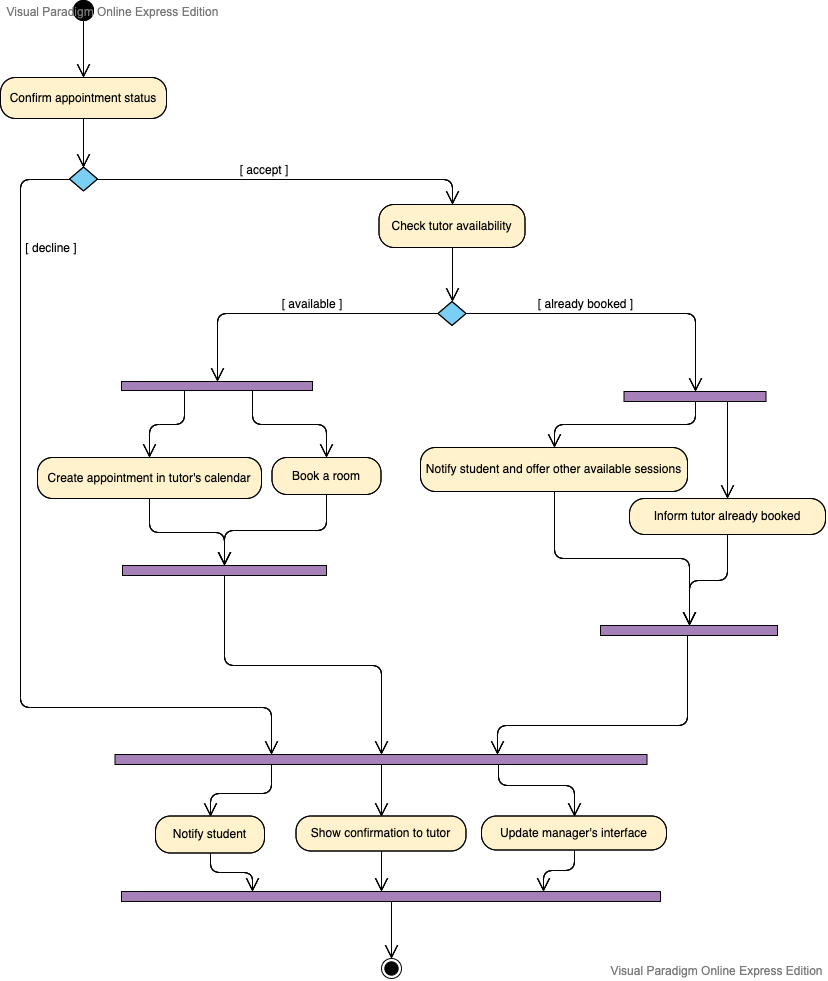 Visual Paradigm Online Express Edition
Confirm appointment status
[ accept ]
Check tutor availability
[ decline ]
[ available ]
[ already booked ]
Create appointment in tutor's calendar
Book a room
Notify student and offer other available sessions
Inform tutor already booked
Notify student
Show confirmation to tutor
Update manager's interface
Visual Paradigm Online Express Edition